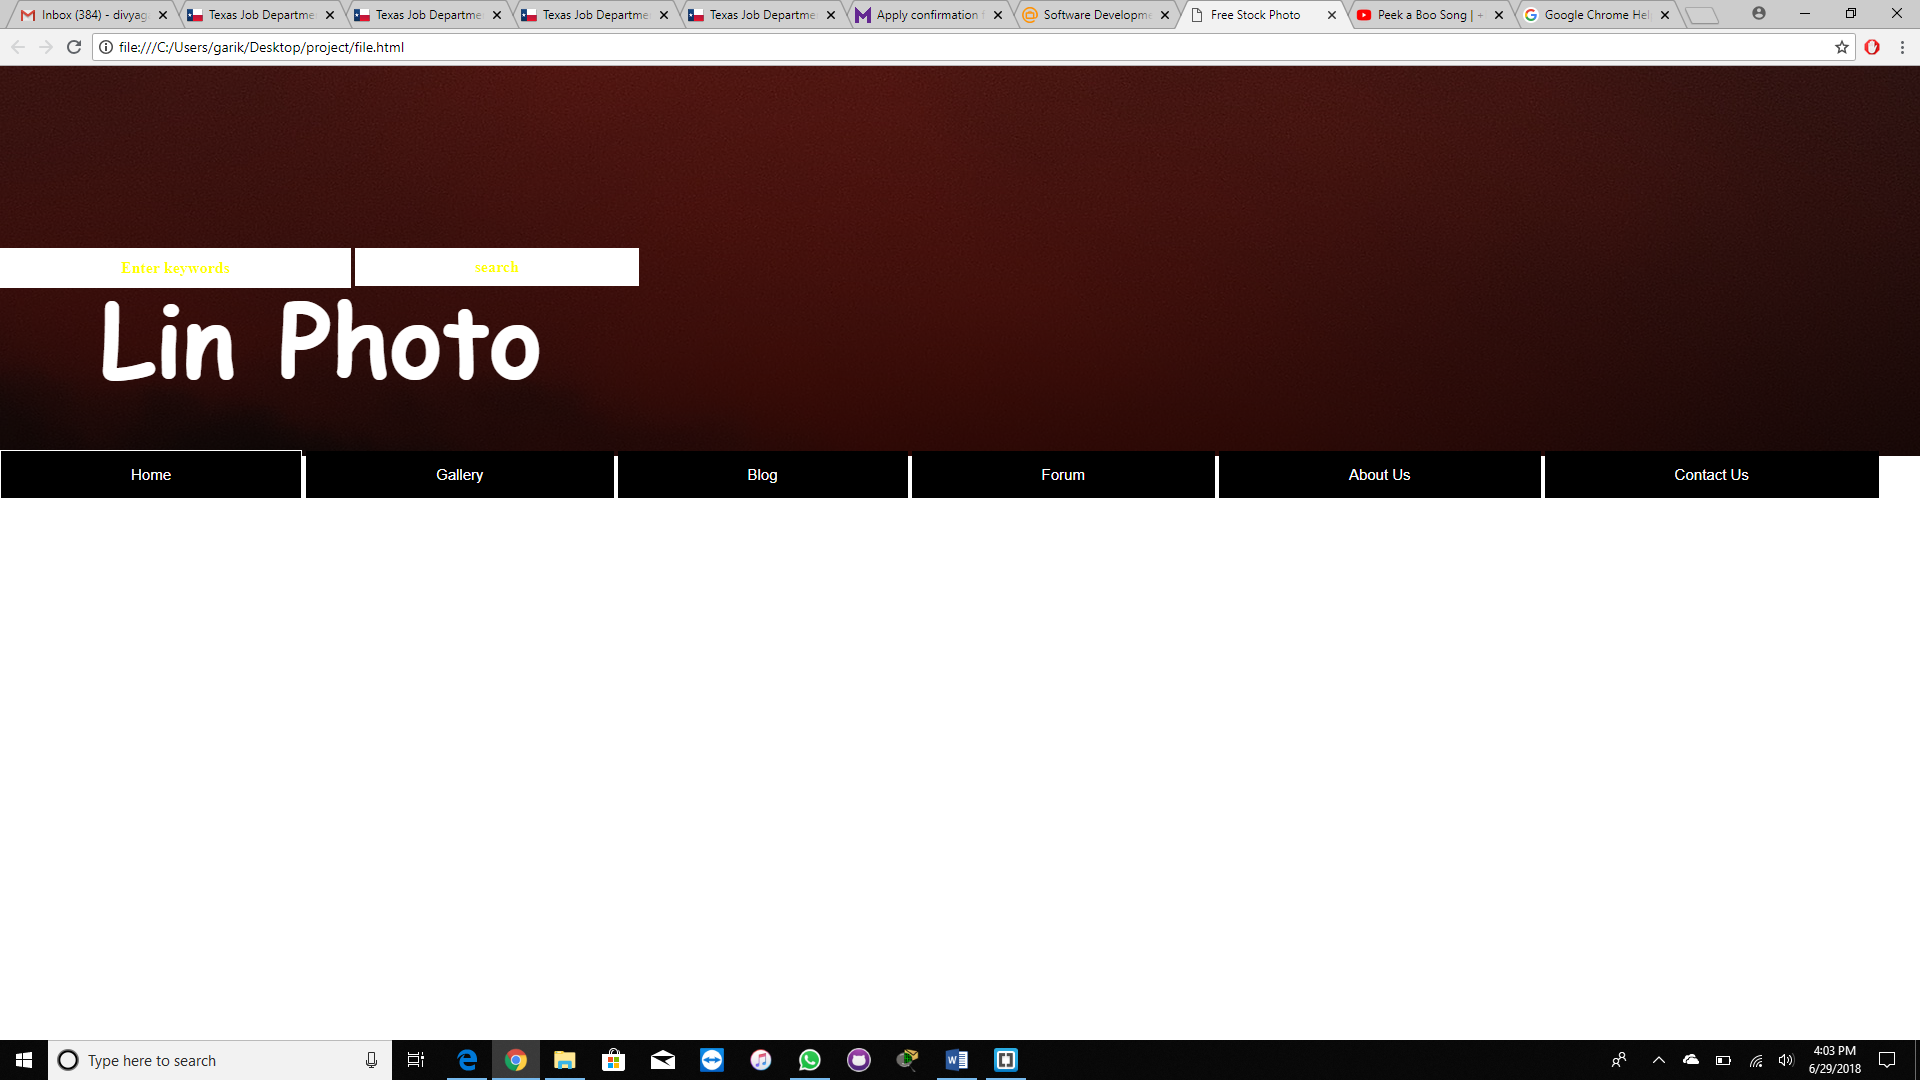 Inbox (384) - divyag
Texas Job Departme
Texas Job Departme
Texas Job Departme
Texas Job Departme
Apply confirmation f
Software Developme
Free Stock Photo
Peek a Boo Song | +
Google Chrome Hel
file:///C:/Users/garik/Desktop/project/file.html
Enter keywords
search
Lin Photo
Home
Gallery
Blog
Forum
About Us
Contact Us
Type here to search
4:03 PM
6/29/2018